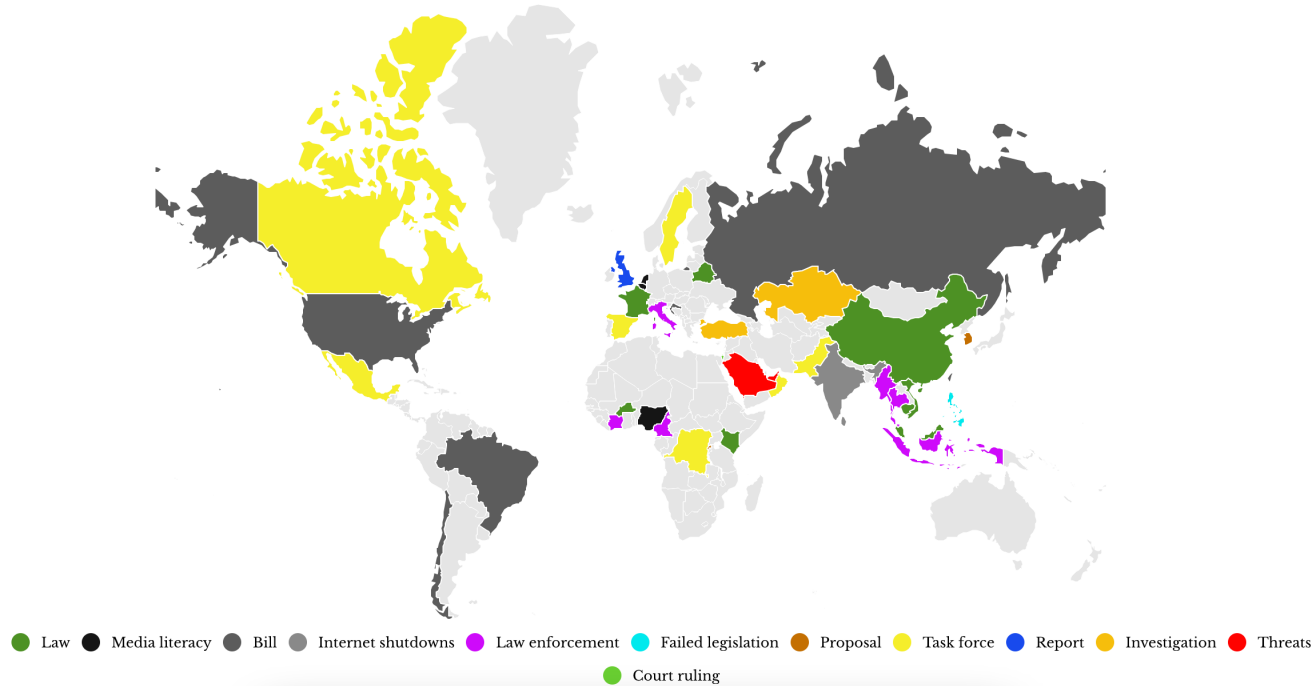 Law Media literacy Bill Internet shutdowns Law enforcement Failed legislation Proposal Task force Report Investigation Threats
Court ruling